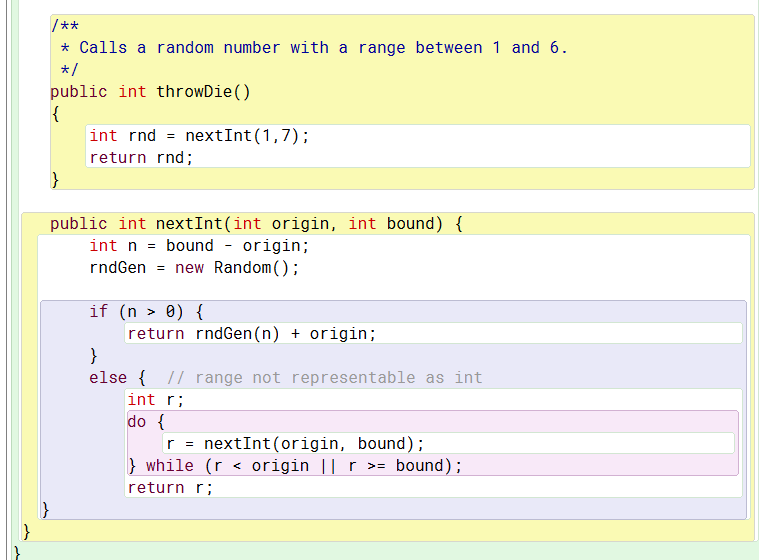 /**
 * Calls a random number with a range between 1 and 6.
 */
public int throwDie()
{
    int rnd = nextInt(1,7);
    return rnd;
}
public int nextInt(int origin, int bound) {
    int n = bound - origin;
    rndGen = new Random();
    if (n > 0) {
        return rndGen(n) + origin;
    }
    else {  // range not representable as int
        int r;
        do {
            r = nextInt(origin, bound);
        } while (r < origin || r >= bound);
        return r;
}
}
}